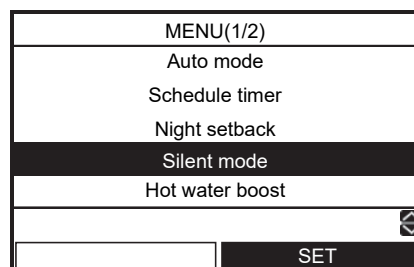 MENU(1/2)
Auto mode
Schedule timer
Night setback
Silent mode
Hot water boost
SET